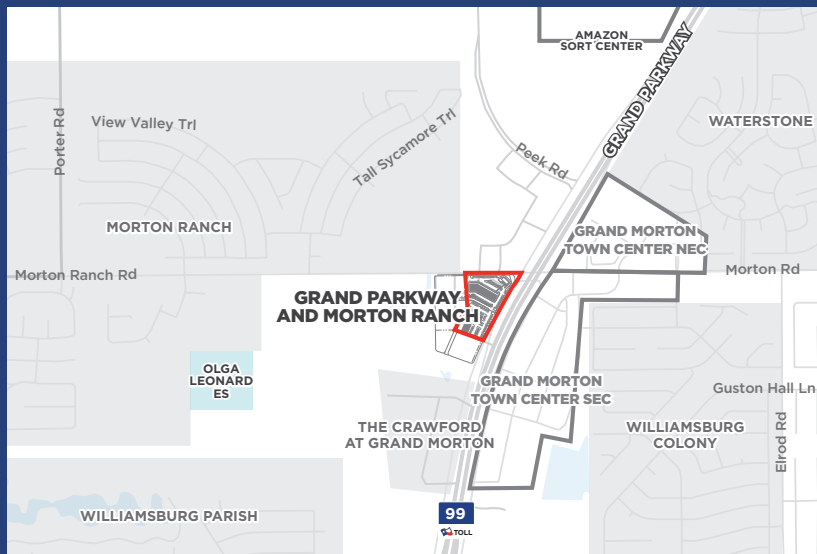 AMAZON
SORT CENTER
GRAND PARKWAY
Porter Rd
View Valley Trl
Tall Sycamore Trl
WATERSTONE
Peek Rd
MORTON RANCH
GRAND MORTON
TOWN CENTER NEC
Morton Ranch Rd
Morton Rd
GRAND PARKWAY
AND MORTON RANCH
OLGA
LEONARD
ES
GRAND MORTON
TOWN CENTER SEC
Guston Hall Ln
THE CRAWFORD
AT GRAND MORTON
WILLIAMSBURG
COLONY
Elrod Rd
WILLIAMSBURG PARISH
99
TOLL